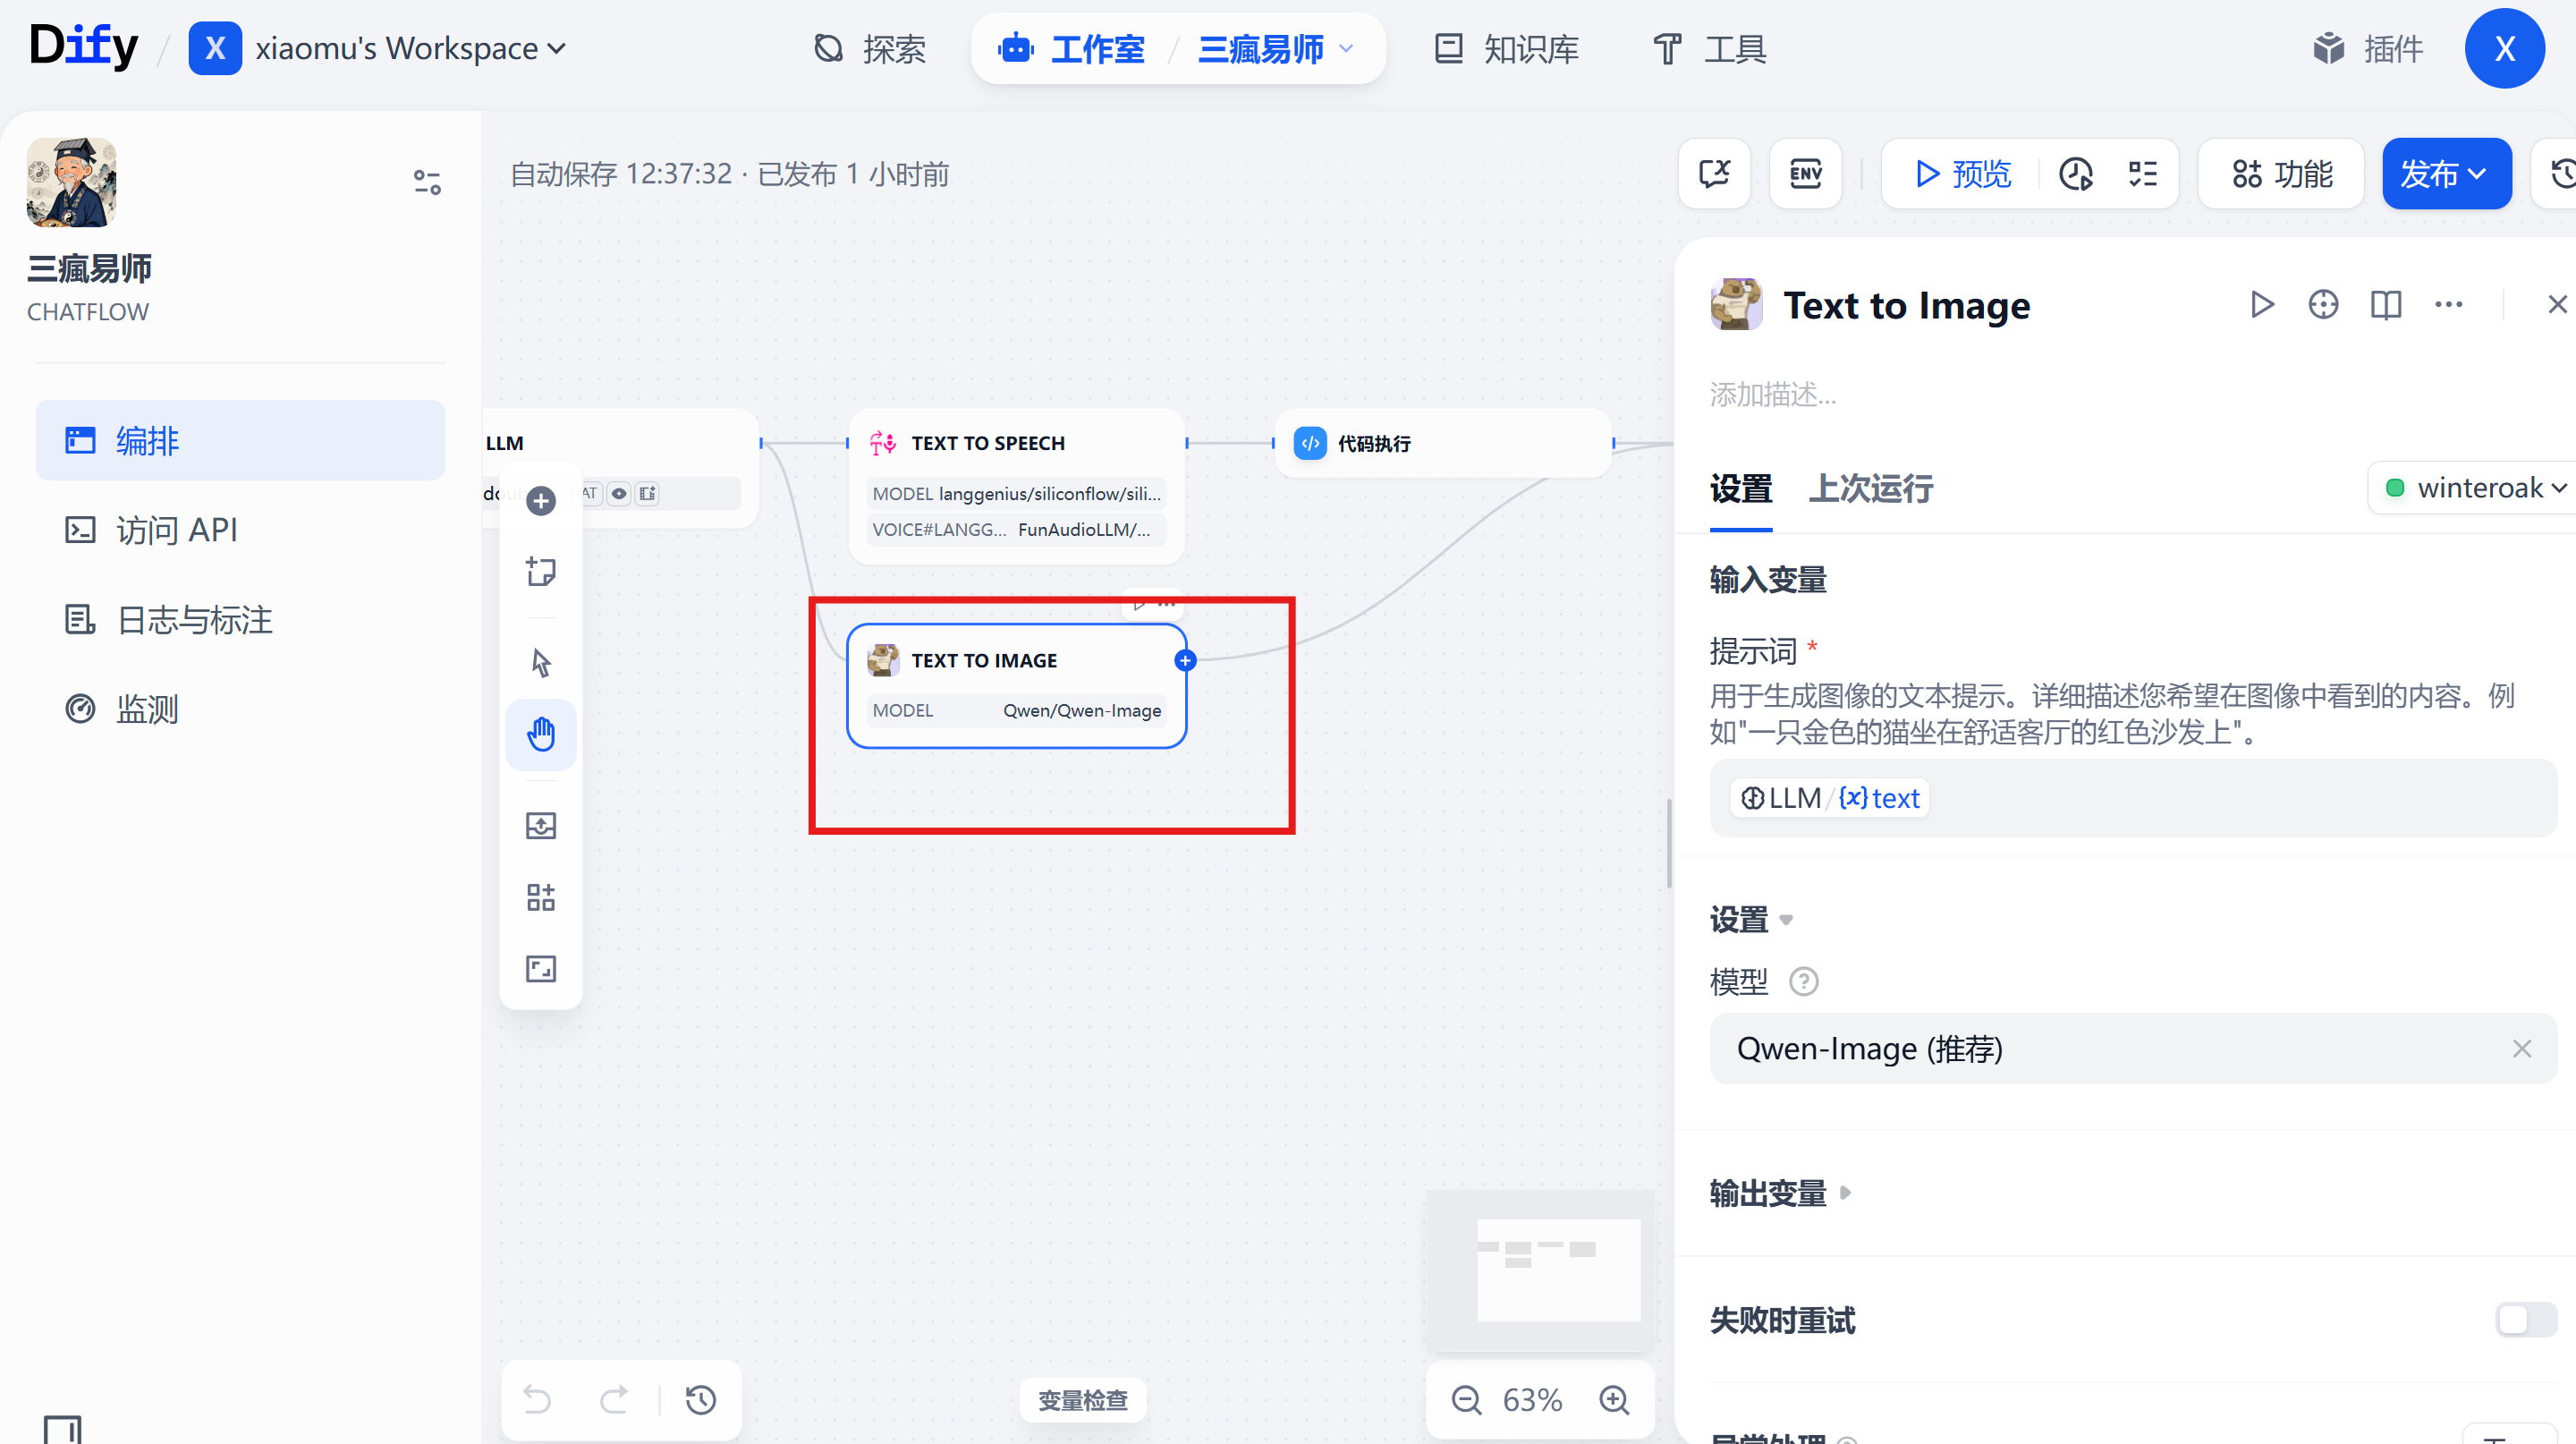 Dify / X xiaomu's Workspace
探索
工作室 / 三瘋易师
知识库
工具
插件
X
三瘋易师
CHATFLOW
编排
访问 API
日志与标注
监测
自动保存 12:37:32 · 已发布 1 小时前
ENV
预览
功能
发布
LLM
TEXT TO SPEECH
MODEL langgenius/siliconflow/sili...
VOICE#LANGG... FunAudioLLM/...
代码执行
TEXT TO IMAGE
MODEL Qwen/Qwen-Image
变量检查
63%
Text to Image
添加描述...
设置
上次运行
winteroak
输入变量
提示词 *
用于生成图像的文本提示。详细描述您希望在图像中看到的内容。例
如"一只金色的猫坐在舒适客厅的红色沙发上"。
LLM/{x}text
设置
模型
Qwen-Image (推荐)
输出变量
失败时重试
异常处理